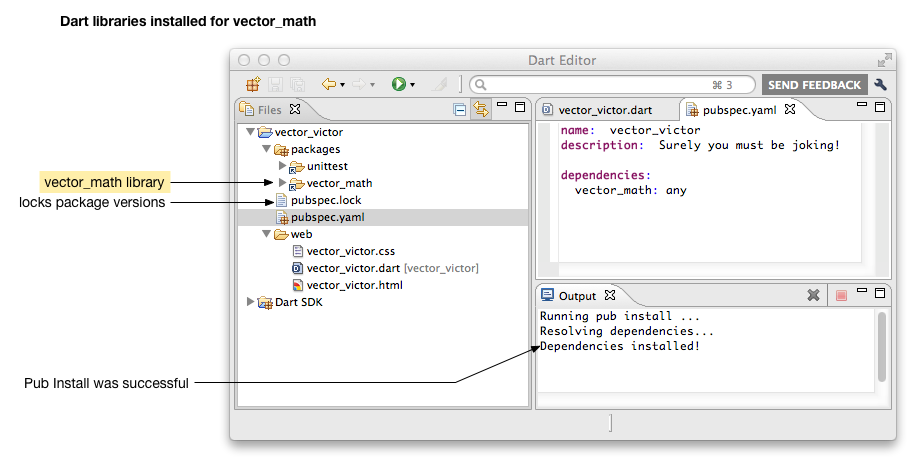 Dart libraries installed for vector_math
Dart Editor
⌘ 3
SEND FEEDBACK
Files
vector_victor
packages
unittest
vector_math
pubspec.lock
pubspec.yaml
web
vector_victor.css
vector_victor.dart [vector_victor]
vector_victor.html
Dart SDK
vector_math library
locks package versions
Pub Install was successful
vector_victor.dart
pubspec.yaml
name: vector_victor
description: Surely you must be joking!
dependencies:
vector_math: any
Output
Running pub install ...
Resolving dependencies...
Dependencies installed!